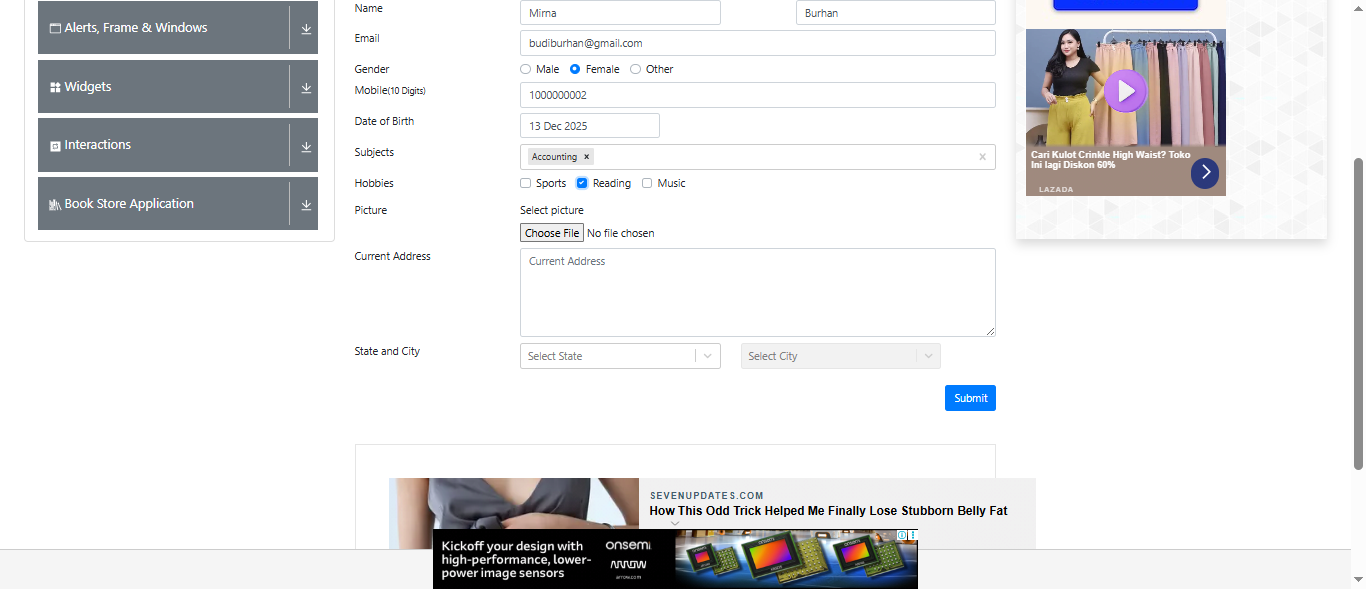 Alerts, Frame & Windows
Widgets
Interactions
Book Store Application
Name
Mirna
Burhan
Email
budiburhan@gmail.com
Gender
Male Female Other
Mobile(10 Digits)
1000000002
Date of Birth
13 Dec 2025
Subjects
Accounting ×
×
Hobbies
Sports Reading Music
Picture
Select picture
Choose File No file chosen
Current Address
Current Address
State and City
Select State
Select City
Submit
Cari Kulot Crinkle High Waist? Toko
Ini lagi Diskon 60%
LAZADA
SEVENUPDATES.COM
How This Odd Trick Helped Me Finally Lose Stubborn Belly Fat
Kickoff your design with
high-performance, lower-
power image sensors
onsemi
ARROW
arrow.com